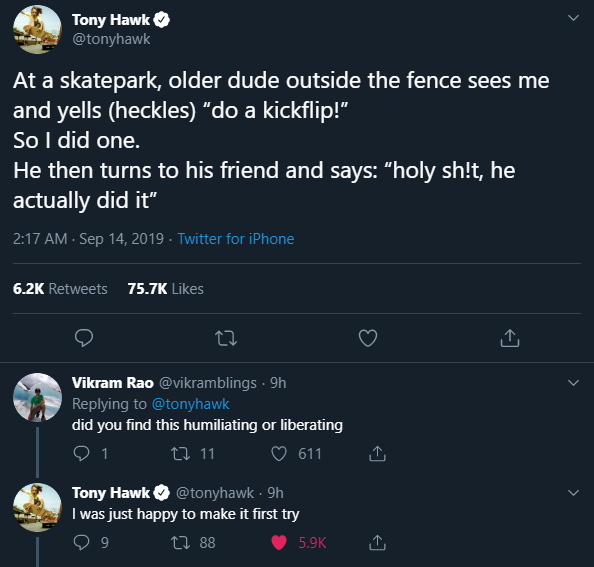 Tony Hawk
@tonyhawk
At a skatepark, older dude outside the fence sees me
and yells (heckles) “do a kickflip!”
So I did one.
He then turns to his friend and says: “holy sh!t, he
actually did it”
2:17 AM · Sep 14, 2019 · Twitter for iPhone
6.2K Retweets 75.7K Likes
Vikram Rao @vikramblings · 9h
Replying to @tonyhawk
did you find this humiliating or liberating
1 11 611
Tony Hawk @tonyhawk · 9h
I was just happy to make it first try
9 88 5.9K